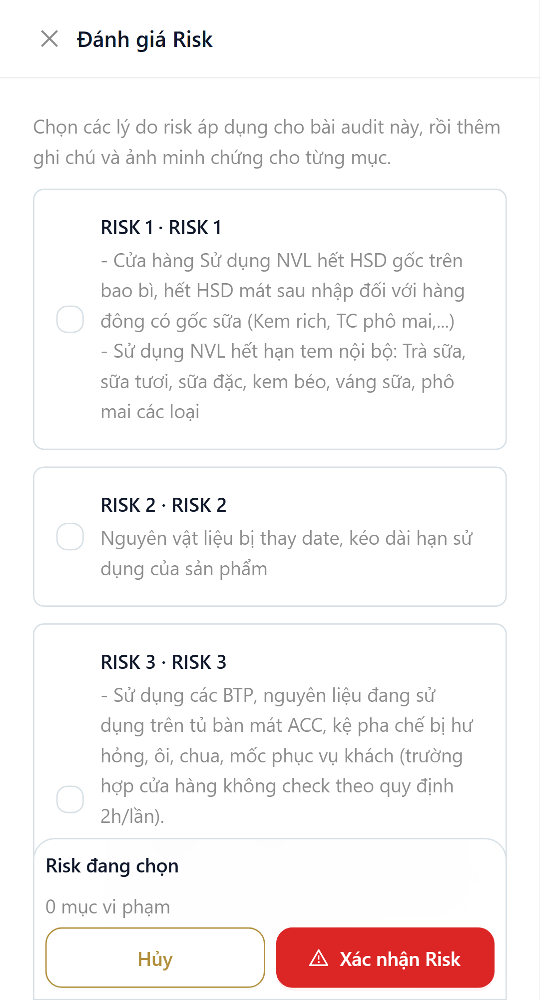 Đánh giá Risk
Chọn các lý do risk áp dụng cho bài audit này, rồi thêm
ghi chú và ảnh minh chứng cho từng mục.
RISK 1 · RISK 1
- Cửa hàng Sử dụng NVL hết HSD gốc trên
bao bì, hết HSD mát sau nhập đối với hàng
đông có gốc sữa (Kem rich, TC phô mai,...)
- Sử dụng NVL hết hạn tem nội bộ: Trà sữa,
sữa tươi, sữa đặc, kem béo, váng sữa, phô
mai các loại
RISK 2 · RISK 2
Nguyên vật liệu bị thay date, kéo dài hạn sử
dụng của sản phẩm
RISK 3 · RISK 3
- Sử dụng các BTP, nguyên liệu đang sử
dụng trên tủ bàn mát ACC, kệ pha chế bị hư
hỏng, ôi, chua, mốc phục vụ khách (trường
hợp cửa hàng không check theo quy định
2h/lần).
Risk đang chọn
0 mục vi phạm
Hủy
Xác nhận Risk